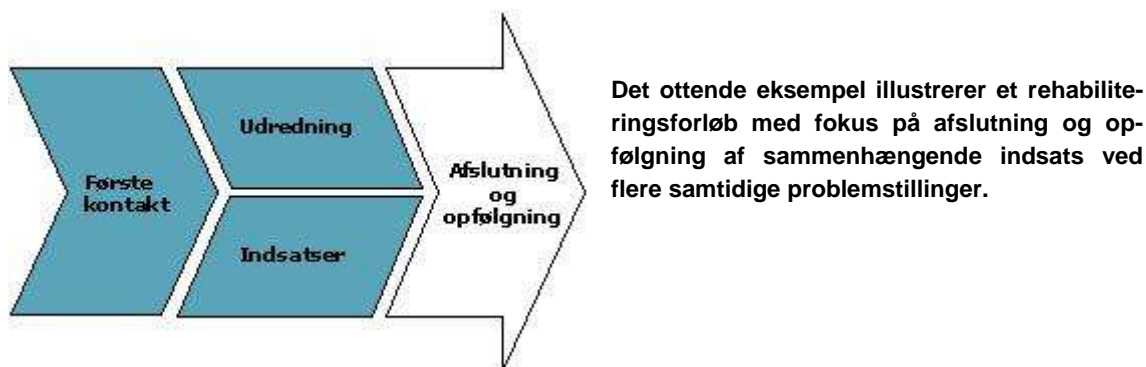 Første
kontakt
Udredning
Indsatser
Afslutning
og
opfølgning
Det ottende eksempel illustrerer et rehabilite-
ringsforløb med fokus på afslutning og op-
følgning af sammenhængende indsats ved
flere samtidige problemstillinger.